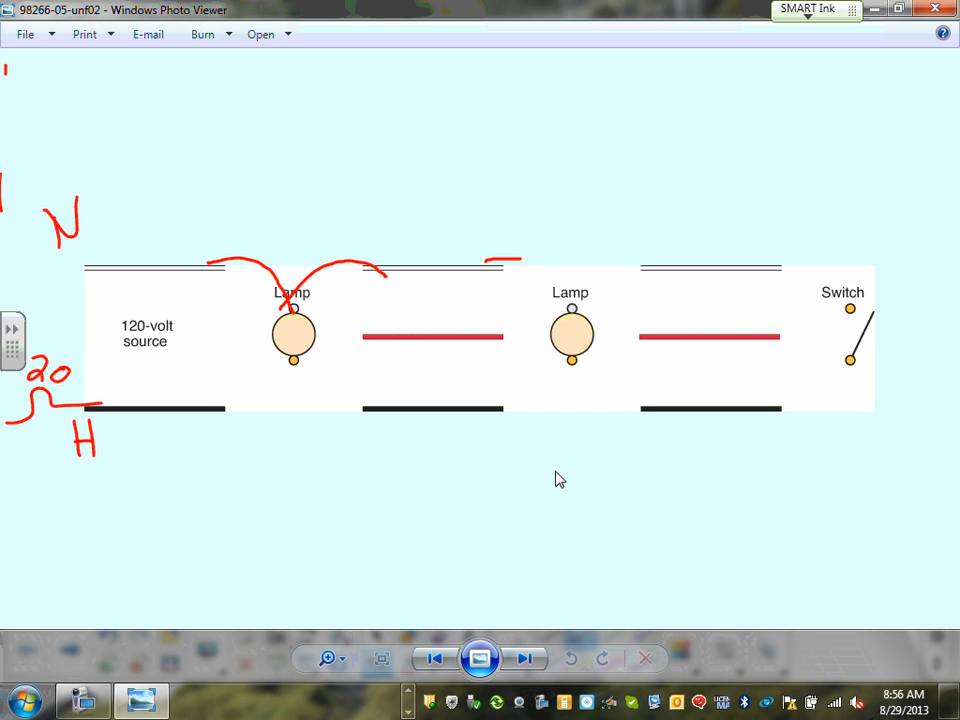 98266-05-unf02 - Windows Photo Viewer
SMART Ink
File Print E-mail Burn Open
N
Lamp Lamp Switch
120-volt
source
20
H
8:56 AM
8/29/2013